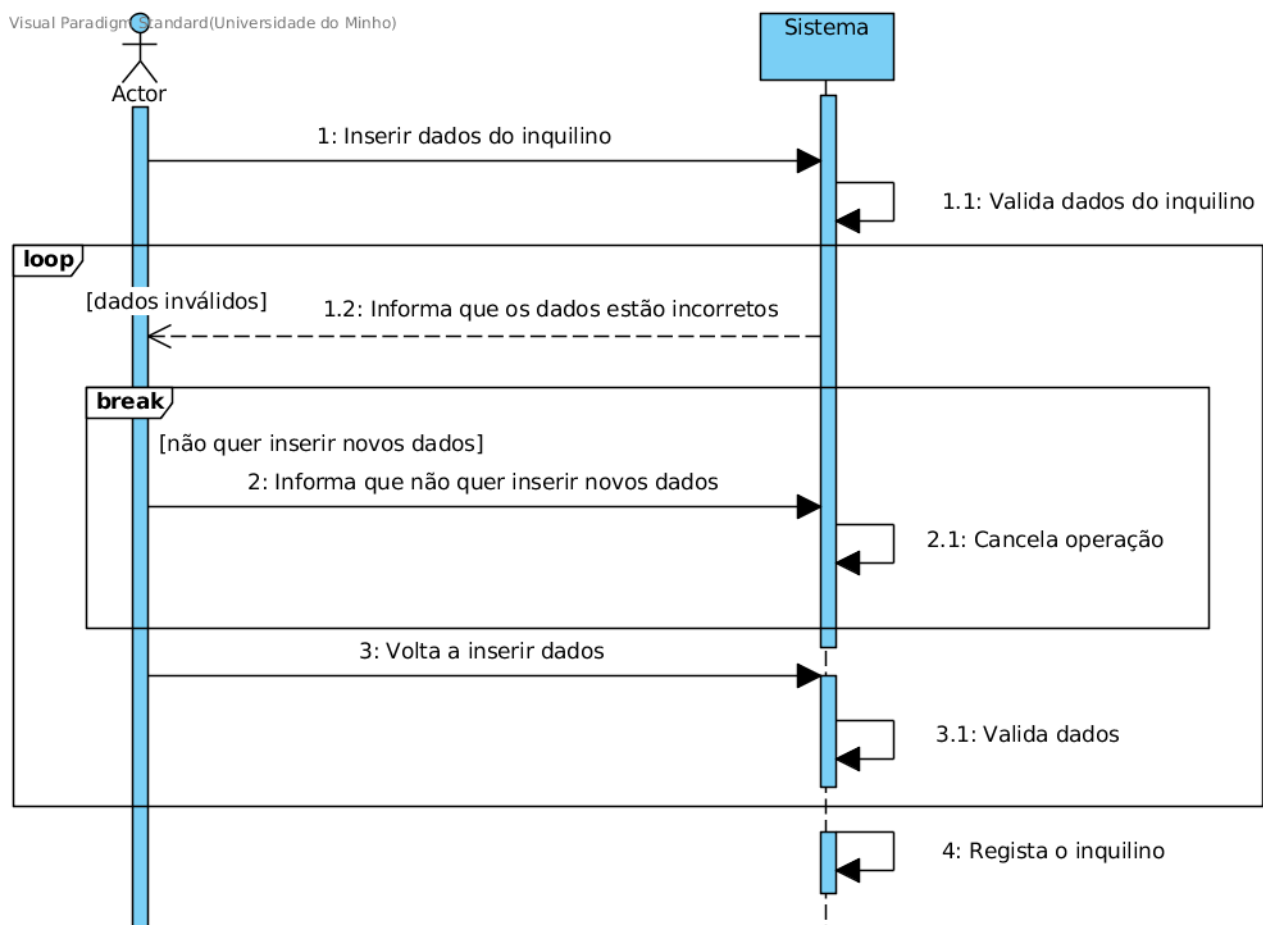 Visual Paradigm Standard(Universidade do Minho)
Sistema
Actor
1: Inserir dados do inquilino
1.1: Valida dados do inquilino
loop
[dados inválidos]
1.2: Informa que os dados estão incorretos
break
[não quer inserir novos dados]
2: Informa que não quer inserir novos dados
2.1: Cancela operação
3: Volta a inserir dados
3.1: Valida dados
4: Regista o inquilino